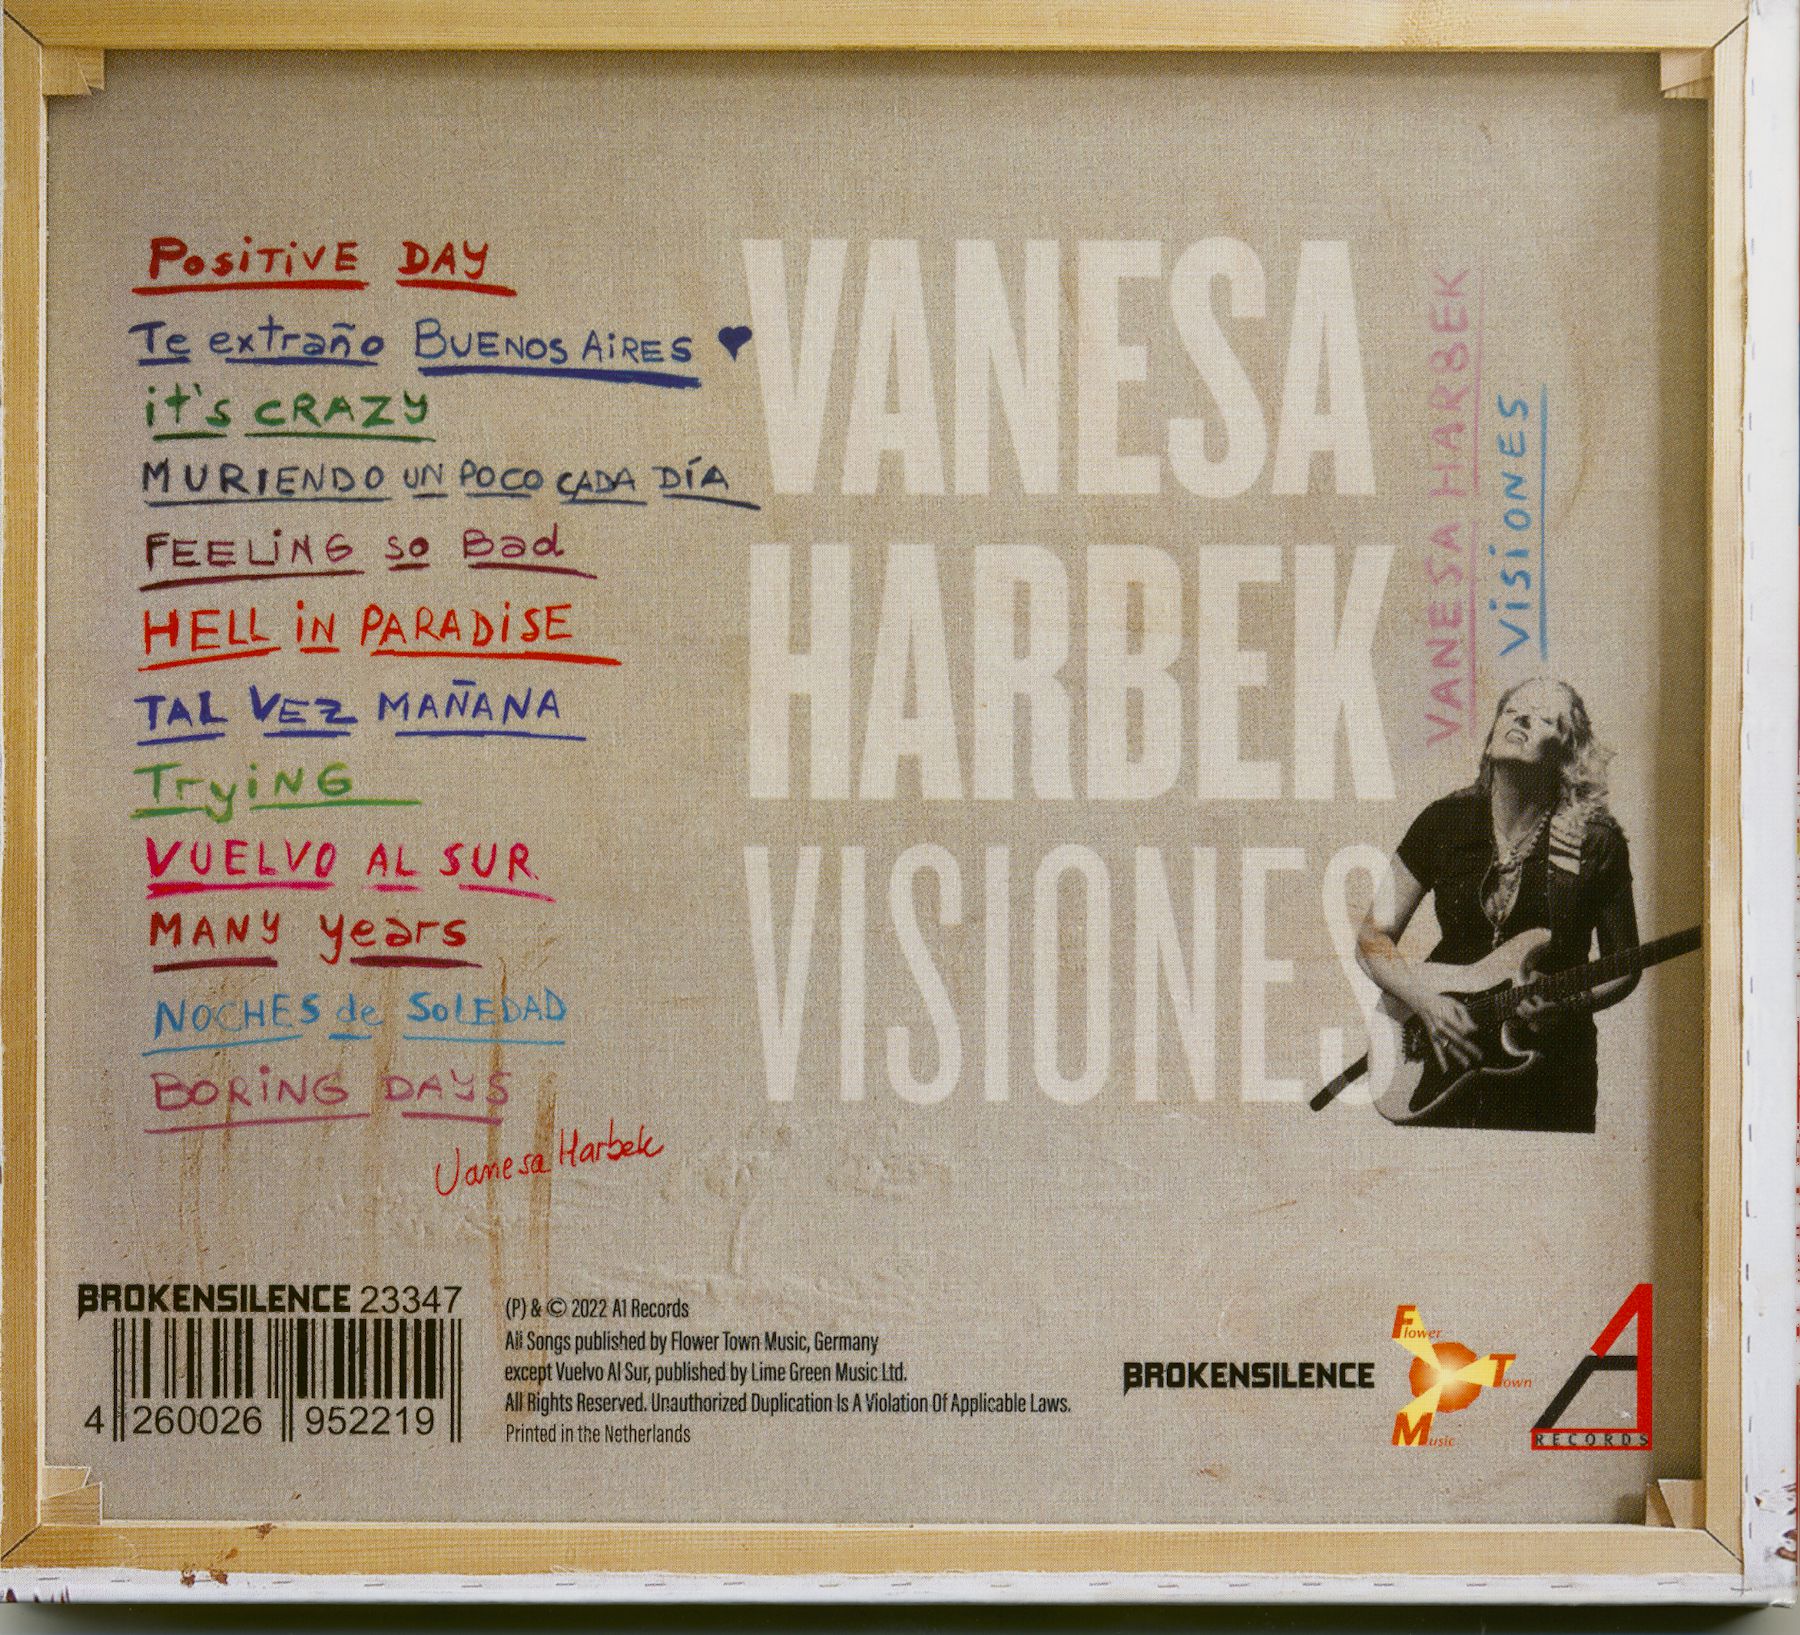 POSiTiVE DAY
Te extraño BUENOS AiRES
it's CRAZY
MURIENDO UN POCO CADA DÍA
FEELiNG so Bad
HELL iN PARADiSE
TAL VEZ MAÑANA
TryiNG
VUELVO AL SUR
MANY years
NOCHES de SoLEDAD
BORiNG DAYS
Vanesa Harbek
VANESA
HARBEK
VISIONES
VANESA HARBEK
ViSiONES
BROKENSILENCE 23347
4 260026 952219
(P) & © 2022 A1 Records
All Songs published by Flower Town Music, Germany
except Vuelvo Al Sur, published by Lime Green Music Ltd.
All Rights Reserved. Unauthorized Duplication Is A Violation Of Applicable Laws.
Printed in the Netherlands
BROKENSILENCE
Flower
Town
Music
A1
RECORDS